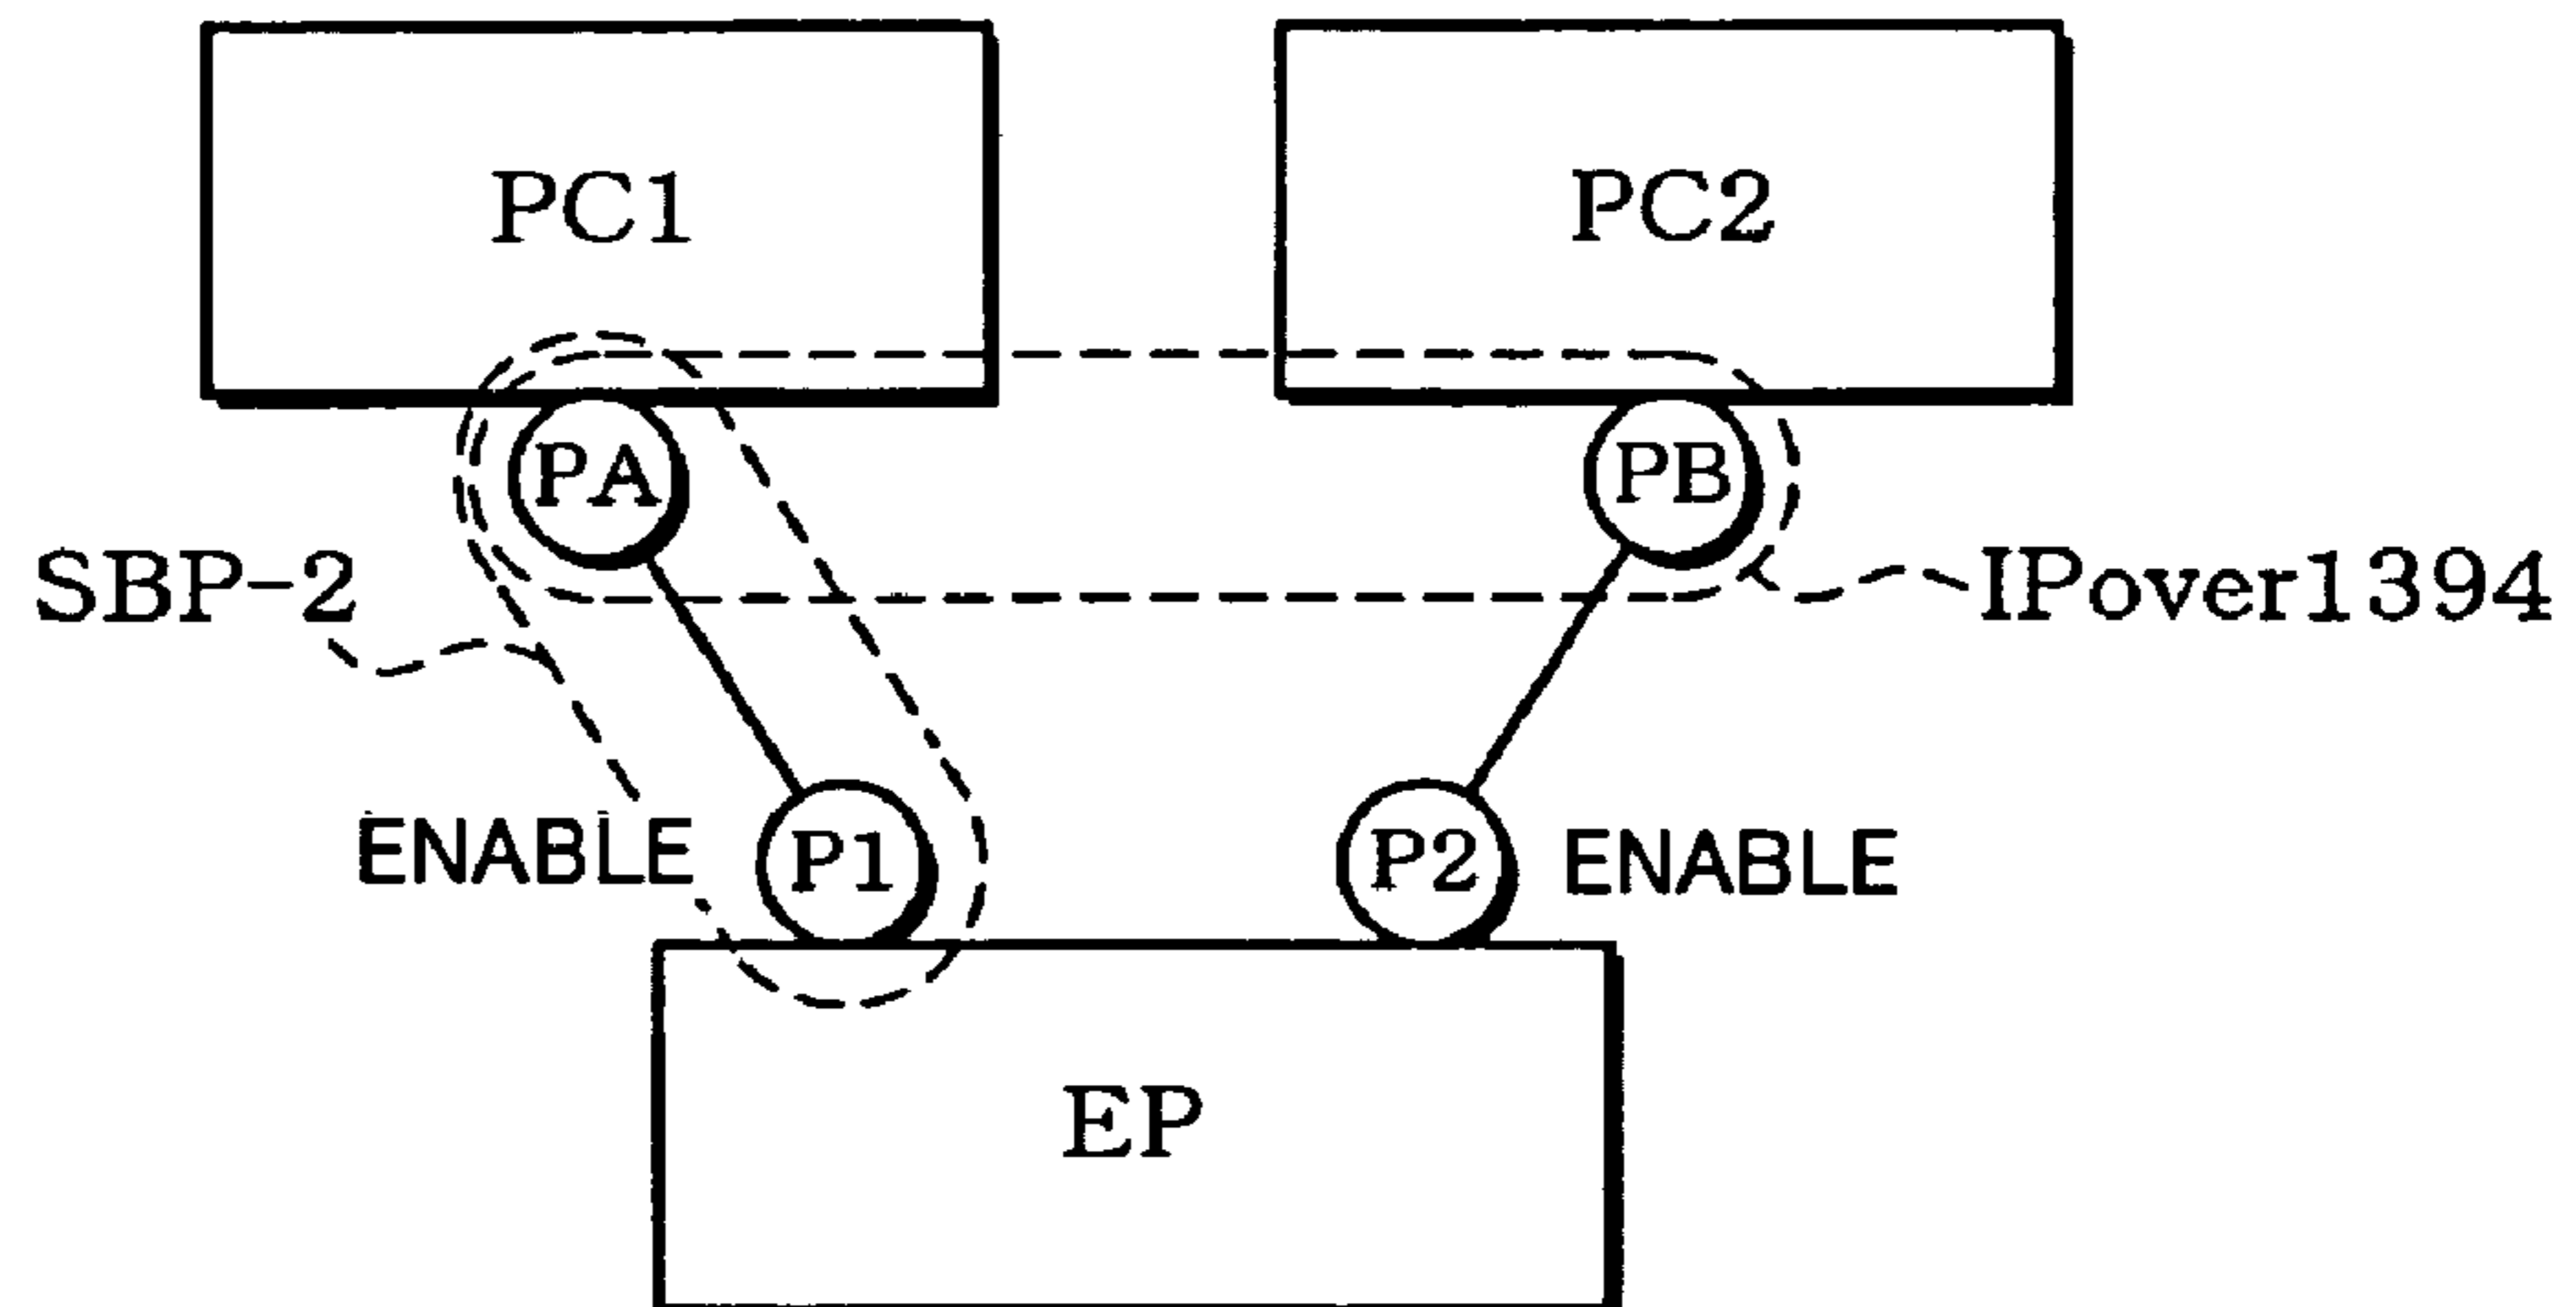 PC1
PC2
PA
PB
SBP-2
IPover1394
ENABLE
P1
P2
ENABLE
EP